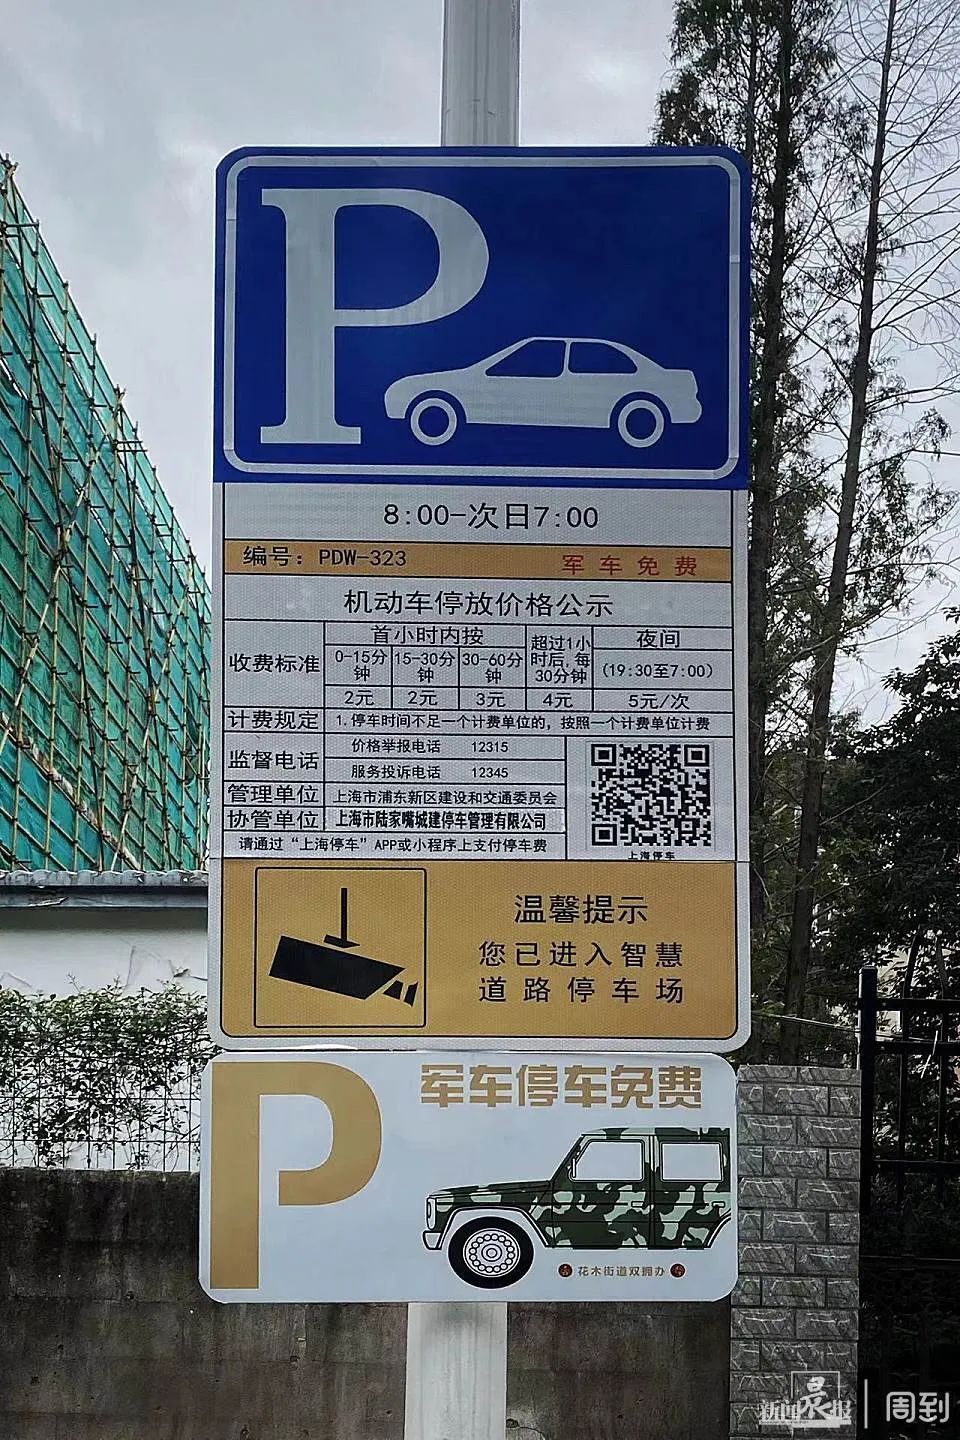 P
8:00-次日7:00
编号：PDW-323 军车免费
机动车停放价格公示
收费标准
首小时内按
0-15分钟 15-30分钟 30-60分钟
2元 2元 3元
超过1小时后,每30分钟
4元
夜间
(19:30至7:00)
5元/次
计费规定 1.停车时间不足一个计费单位的，按照一个计费单位计费
监督电话
价格举报电话 12315
服务投诉电话 12345
管理单位 上海市浦东新区建设和交通委员会
协管单位 上海市陆家嘴城建停车管理有限公司
请通过“上海停车”APP或小程序上支付停车费
上海停车
温馨提示
您已进入智慧
道路停车场
P
军车停车免费
花木街道双拥办
新闻晨报 | 周到